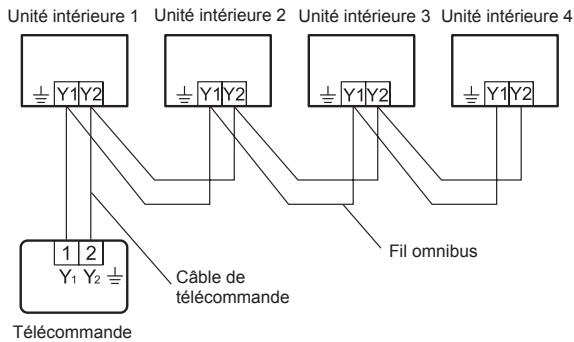 Unité intérieure 1 Unité intérieure 2 Unité intérieure 3 Unité intérieure 4
Y1 Y2 Y1 Y2 Y1 Y2 Y1 Y2
1 2
Y1 Y2
Câble de
télécommande
Fil omnibus
Télécommande